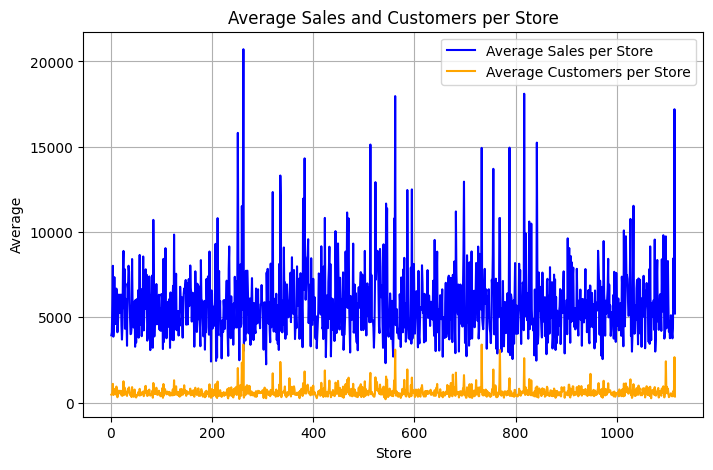 Average Sales and Customers per Store
Average Sales per Store
Average Customers per Store
20000
15000
10000
5000
0
Average
0 200 400 600 800 1000
Store